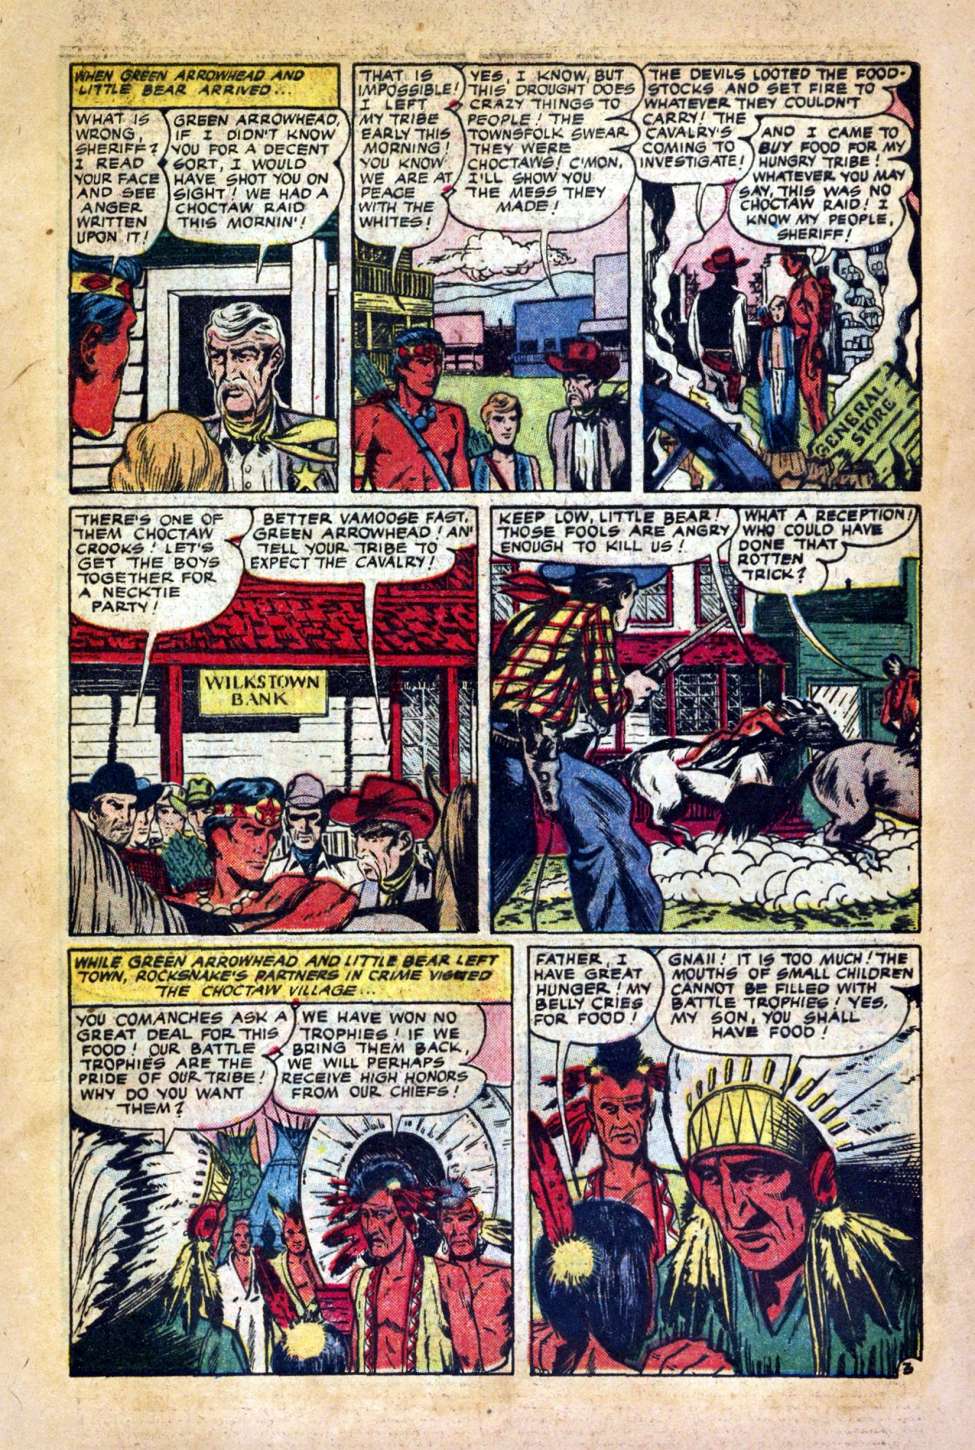 WHEN GREEN ARROWHEAD AND
LITTLE BEAR ARRIVED...
WHAT IS
WRONG,
SHERIFF?
I READ
YOUR FACE
AND SEE
ANGER
WRITTEN
UPON IT!
GREEN ARROWHEAD,
IF I DIDN'T KNOW
YOU FOR A DECENT
SORT, I WOULD
HAVE SHOT YOU ON
SIGHT! WE HAD A
CHOCTAW RAID
THIS MORNIN'!
THAT IS
IMPOSSIBLE!
I LEFT
MY TRIBE
EARLY THIS
MORNING!
YOU KNOW
WE ARE AT
PEACE
WITH THE
WHITES!
YES, I KNOW, BUT
THIS DROUGHT DOES
CRAZY THINGS TO
PEOPLE! THE
TOWNSFOLK SWEAR
THEY WERE
CHOCTAWS! C'MON,
I'LL SHOW YOU
THE MESS THEY
MADE!
THE DEVILS LOOTED THE FOOD-
STOCKS AND SET FIRE TO
WHATEVER THEY COULDN'T
CARRY! THE
CAVALRY'S
COMING TO
INVESTIGATE!
AND I CAME TO
BUY FOOD FOR MY
HUNGRY TRIBE!
WHATEVER YOU MAY
SAY, THIS WAS NO
CHOCTAW RAID! I
KNOW MY PEOPLE,
SHERIFF!
GENERAL
STORE
THERE'S ONE OF
THEM CHOCTAW
CROOKS! LET'S
GET THE BOYS
TOGETHER FOR
A NECKTIE
PARTY!
BETTER VAMOOSE FAST,
GREEN ARROWHEAD! AN'
TELL YOUR TRIBE TO
EXPECT THE CAVALRY!
WILKSTOWN
BANK
KEEP LOW, LITTLE BEAR!
THOSE FOOLS ARE ANGRY
ENOUGH TO KILL US!
WHAT A RECEPTION!
WHO COULD HAVE
DONE THAT
ROTTEN
TRICK?
WHILE GREEN ARROWHEAD AND LITTLE BEAR LEFT
TOWN, ROCKSNAKE'S PARTNERS IN CRIME VISITED
THE CHOCTAW VILLAGE...
YOU COMANCHES ASK A
GREAT DEAL FOR THIS
FOOD! OUR BATTLE
TROPHIES ARE THE
PRIDE OF OUR TRIBE!
WHY DO YOU WANT
THEM?
WE HAVE WON NO
TROPHIES! IF WE
BRING THEM BACK,
WE WILL PERHAPS
RECEIVE HIGH HONORS
FROM OUR CHIEFS!
FATHER, I
HAVE GREAT
HUNGER! MY
BELLY CRIES
FOR FOOD!
GNAII! IT IS TOO MUCH! THE
MOUTHS OF SMALL CHILDREN
CANNOT BE FILLED WITH
BATTLE TROPHIES! YES,
MY SON, YOU SHALL
HAVE FOOD!
3